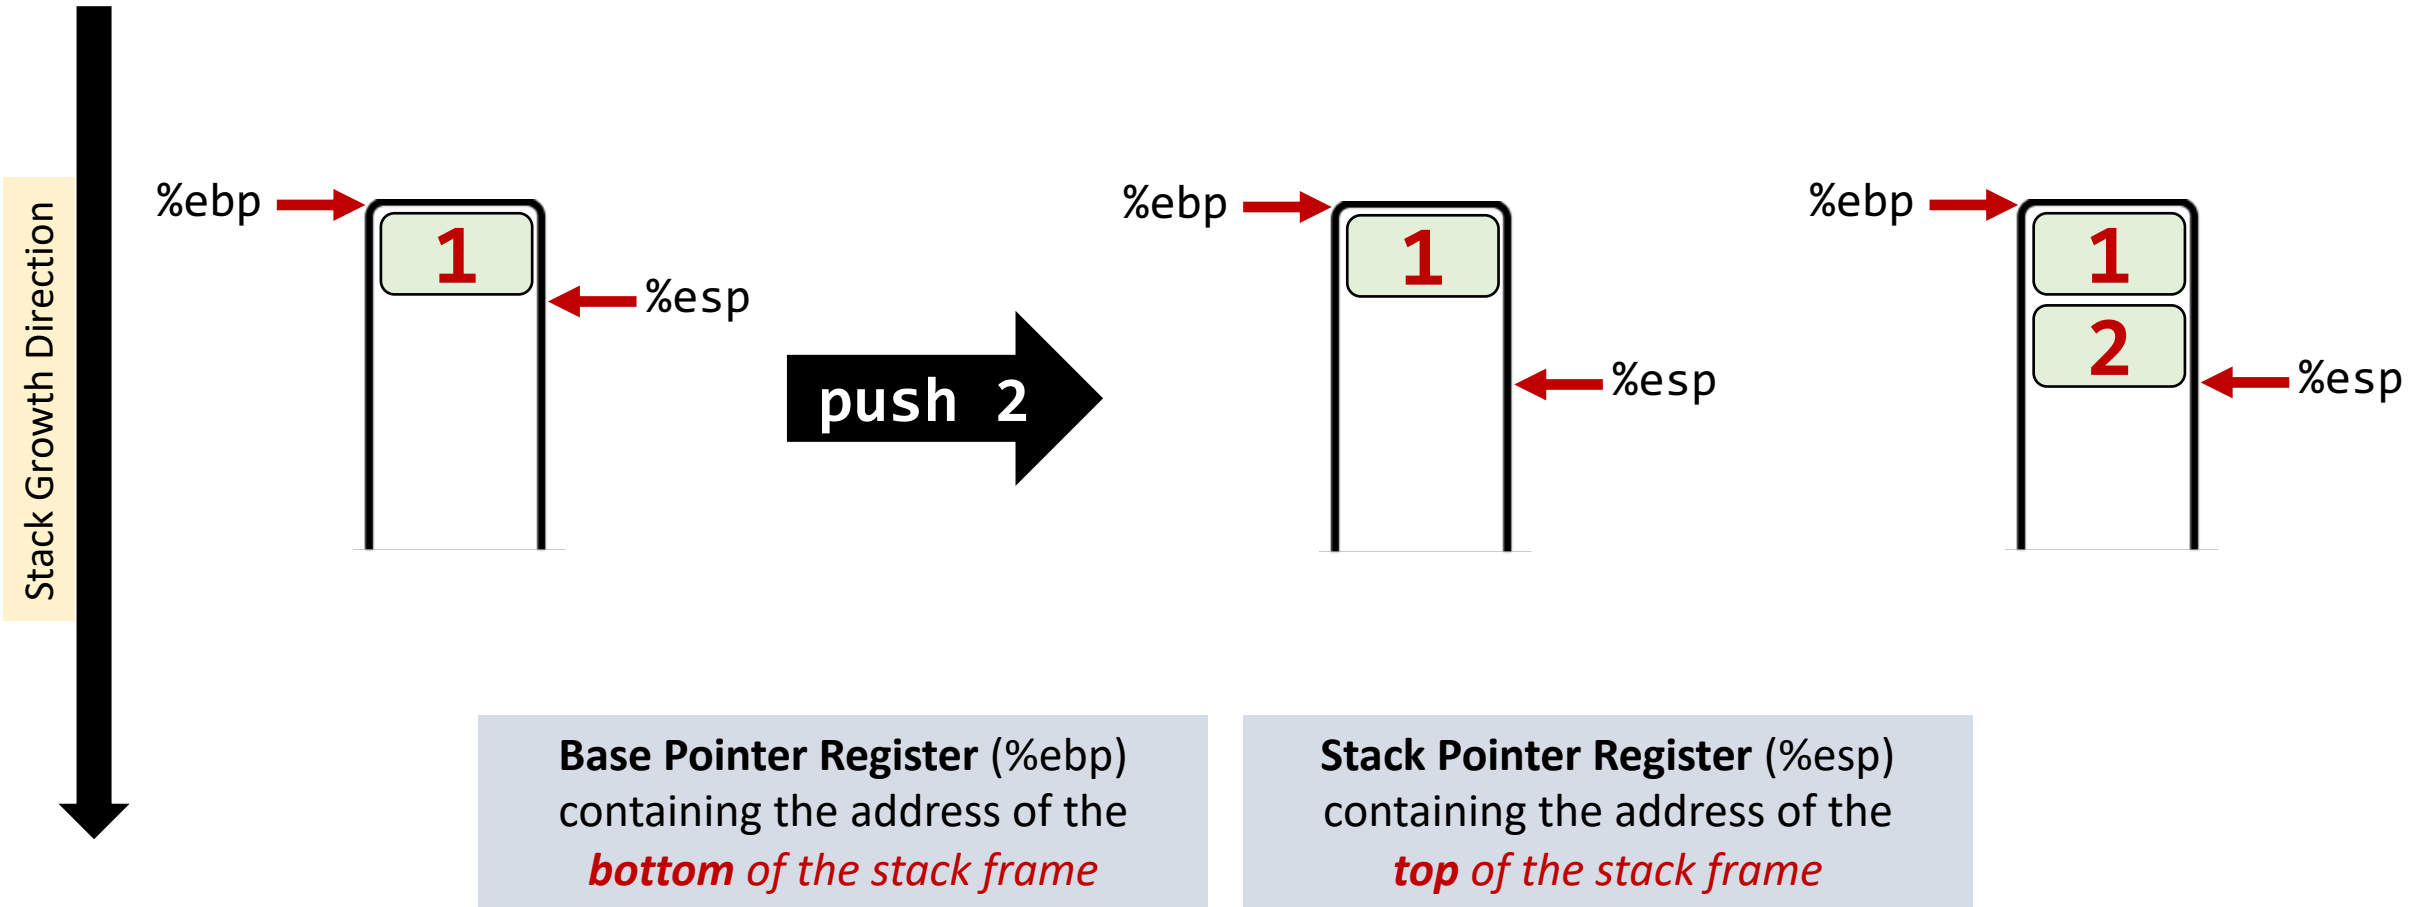 Stack Growth Direction
%ebp
1
%esp
push 2
%ebp
1
%esp
%ebp
1
2
%esp
Base Pointer Register (%ebp)
containing the address of the
bottom of the stack frame
Stack Pointer Register (%esp)
containing the address of the
top of the stack frame